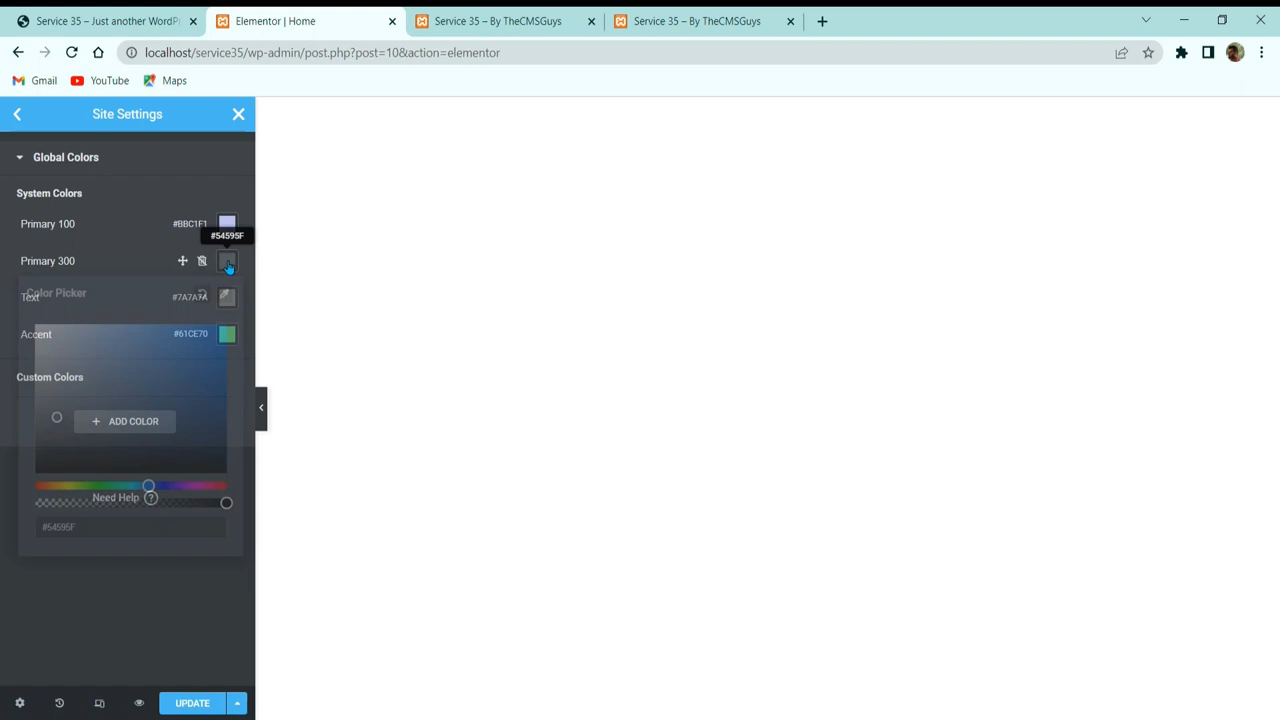 Service 35 – Just another WordPr
Elementor | Home
Service 35 – By TheCMSGuys
Service 35 – By TheCMSGuys
localhost/service35/wp-admin/post.php?post=10&action=elementor
Gmail
YouTube
Maps
Site Settings
Global Colors
System Colors
Primary 100
#BBC1F1
#54595F
Primary 300
Color Picker
Text
#7A7A7A
Accent
#61CE70
Custom Colors
+ ADD COLOR
Need Help ?
#54595F
UPDATE